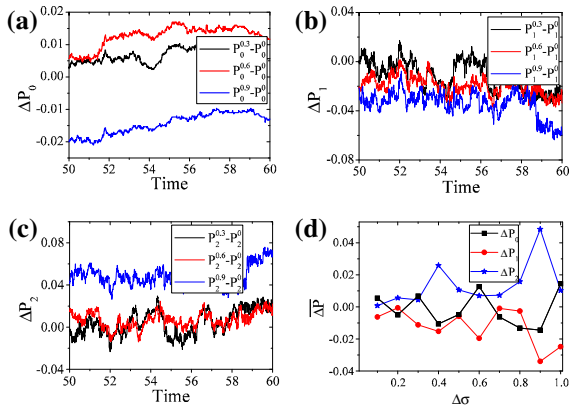 (a)
0.02
0.01
0.00
-0.01
-0.02
ΔP₀
P₀^0.3-P₀^0
P₀^0.6-P₀^0
P₀^0.9-P₀^0
50 52 54 56 58 60
Time
(b)
0.04
0.00
-0.04
-0.08
ΔP₁
P₁^0.3-P₁^0
P₁^0.6-P₁^0
P₁^0.9-P₁^0
50 52 54 56 58 60
Time
(c)
0.08
0.04
0.00
-0.04
ΔP₂
P₂^0.3-P₂^0
P₂^0.6-P₂^0
P₂^0.9-P₂^0
50 52 54 56 58 60
Time
(d)
0.04
0.02
0.00
-0.02
-0.04
ΔP
ΔP
ΔP
ΔP
0.2 0.4 0.6 0.8 1.0
Δσ